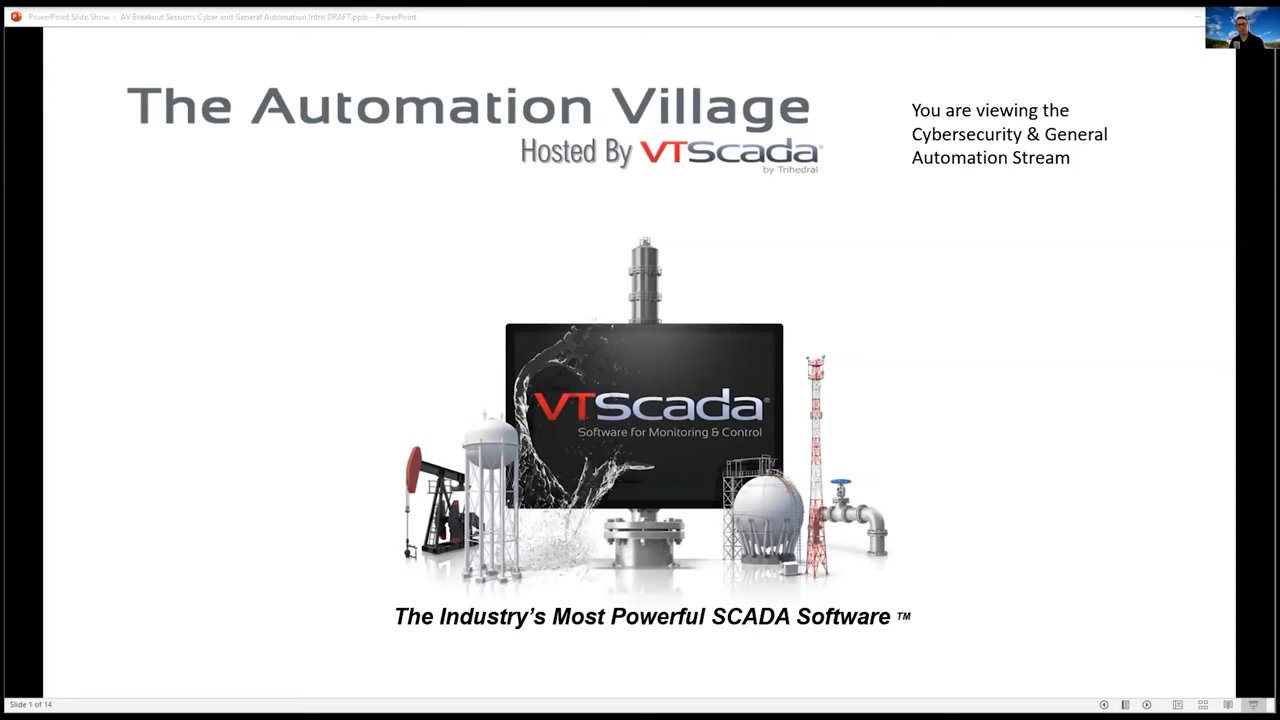 PowerPoint Slide Show - AV Breakout Sessions Cyber and General Automation Intro DRAFT.pptx - PowerPoint
The Automation Village
Hosted By VTScada®
by Trihedral
You are viewing the
Cybersecurity & General
Automation Stream
VTScada®
Software for Monitoring & Control
The Industry's Most Powerful SCADA Software TM
Slide 1 of 14